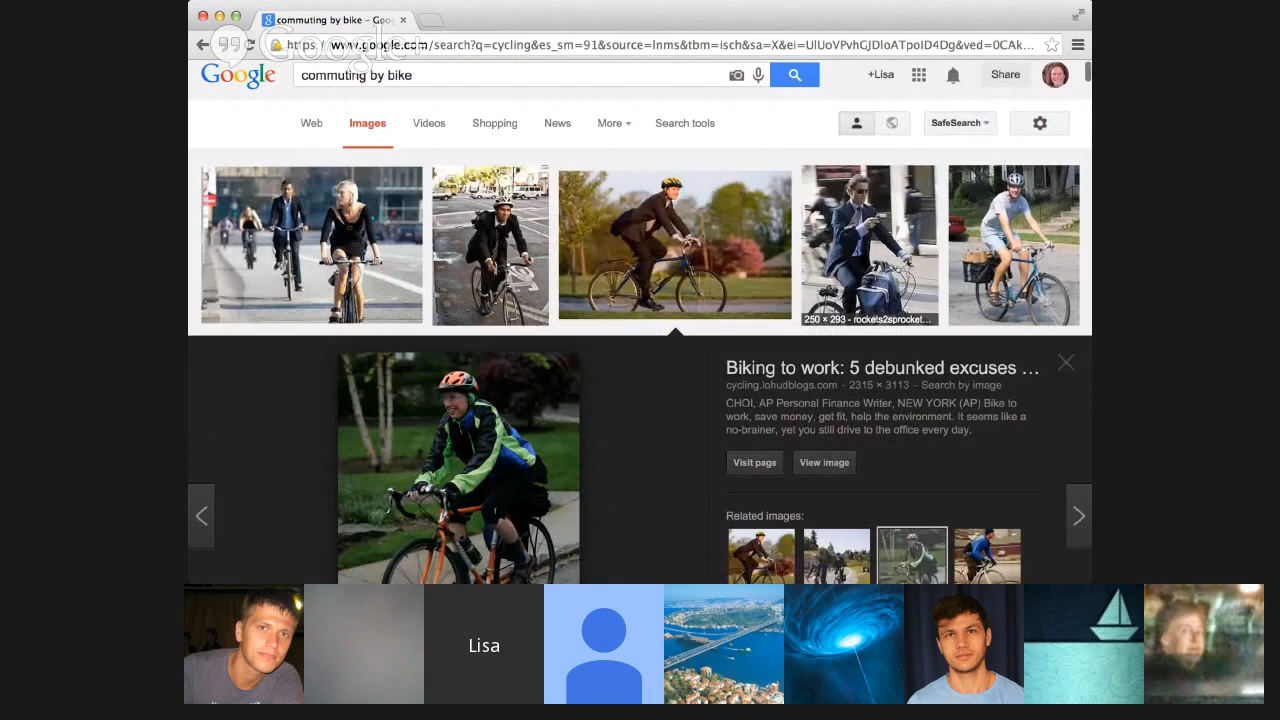 commuting by bike - Goo
https://www.google.com/search?q=cycling&es_sm=91&source=lnms&tbm=isch&sa=X&ei=UlUoVPvhGJDloATpoID4Dg&ved=0CAk...
Google
Google commuting by bike +Lisa Share
Web Images Videos Shopping News More Search tools SafeSearch
250 × 293 - rockets2sprocket...
Biking to work: 5 debunked excuses ...
cycling.lohudblogs.com - 2315 × 3113 - Search by image
CHOI, AP Personal Finance Writer, NEW YORK (AP) Bike to
work, save money, get fit, help the environment. It seems like a
no-brainer, yet you still drive to the office every day.
Visit page View image
Related images:
Lisa